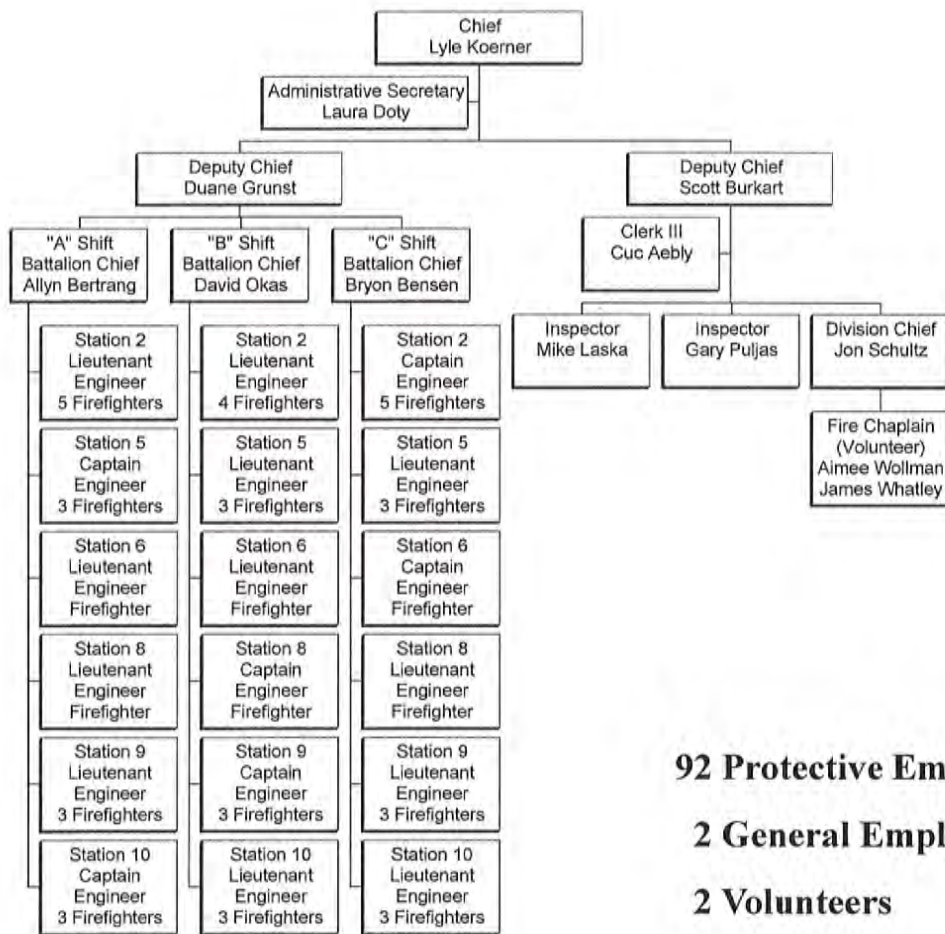 Chief
Lyle Koerner
Administrative Secretary
Laura Doty
Deputy Chief
Duane Grunst
Deputy Chief
Scott Burkart
Clerk III
Cuc Aebly
"A" Shift
Battalion Chief
Allyn Bertrang
"B" Shift
Battalion Chief
David Okas
"C" Shift
Battalion Chief
Bryon Bensen
Inspector
Mike Laska
Inspector
Gary Puljas
Division Chief
Jon Schultz
Fire Chaplain
(Volunteer)
Aimee Wollman
James Whatley
Station 2
Lieutenant
Engineer
5 Firefighters
Station 5
Captain
Engineer
3 Firefighters
Station 6
Lieutenant
Engineer
Firefighter
Station 8
Lieutenant
Engineer
Firefighter
Station 9
Lieutenant
Engineer
3 Firefighters
Station 10
Captain
Engineer
3 Firefighters
Station 2
Lieutenant
Engineer
4 Firefighters
Station 5
Lieutenant
Engineer
3 Firefighters
Station 6
Lieutenant
Engineer
Firefighter
Station 8
Captain
Engineer
Firefighter
Station 9
Captain
Engineer
3 Firefighters
Station 10
Lieutenant
Engineer
3 Firefighters
Station 2
Captain
Engineer
5 Firefighters
Station 5
Lieutenant
Engineer
3 Firefighters
Station 6
Captain
Engineer
Firefighter
Station 8
Lieutenant
Engineer
Firefighter
Station 9
Lieutenant
Engineer
3 Firefighters
Station 10
Lieutenant
Engineer
3 Firefighters
92 Protective Em
2 General Empl
2 Volunteers